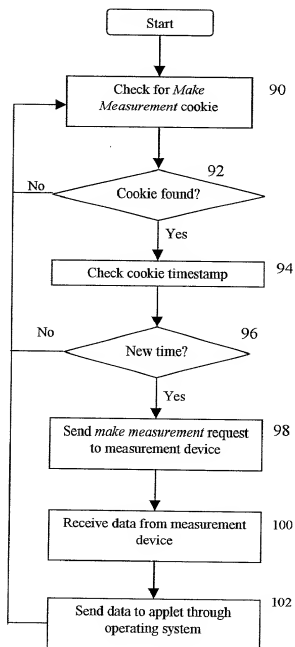 Start
Check for Make
Measurement cookie
90
92
No
Cookie found?
Yes
Check cookie timestamp
94
No
96
New time?
Yes
Send make measurement request
to measurement device
98
Receive data from measurement
device
100
102
Send data to applet through
operating system